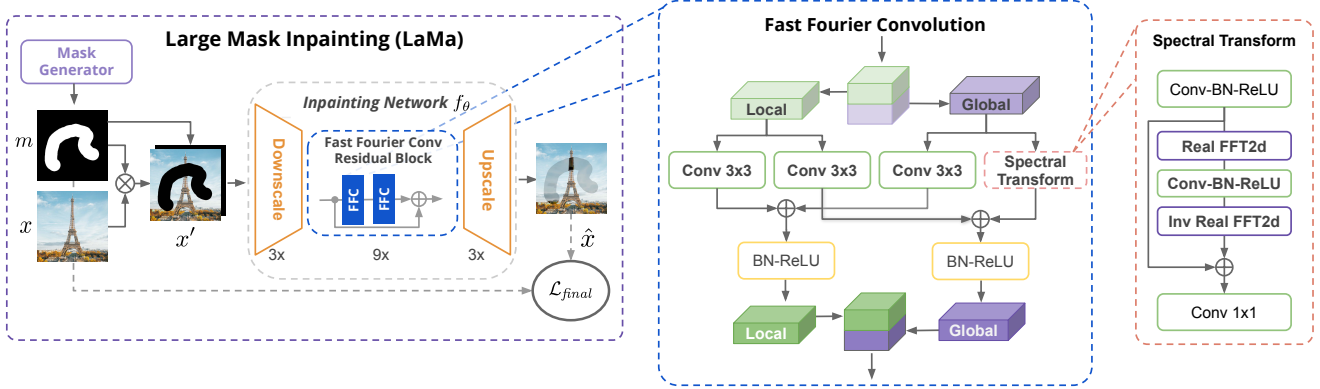 Large Mask Inpainting (LaMa)
Mask
Generator
m
x
x′
Inpainting Network f_θ
Downscale
Fast Fourier Conv
Residual Block
FFC
FFC
Upscale
3x
9x
3x
x̂
ℒ_final
Fast Fourier Convolution
Local
Global
Conv 3x3
Conv 3x3
Conv 3x3
Spectral
Transform
BN-ReLU
BN-ReLU
Local
Global
Spectral Transform
Conv-BN-ReLU
Real FFT2d
Conv-BN-ReLU
Inv Real FFT2d
Conv 1x1